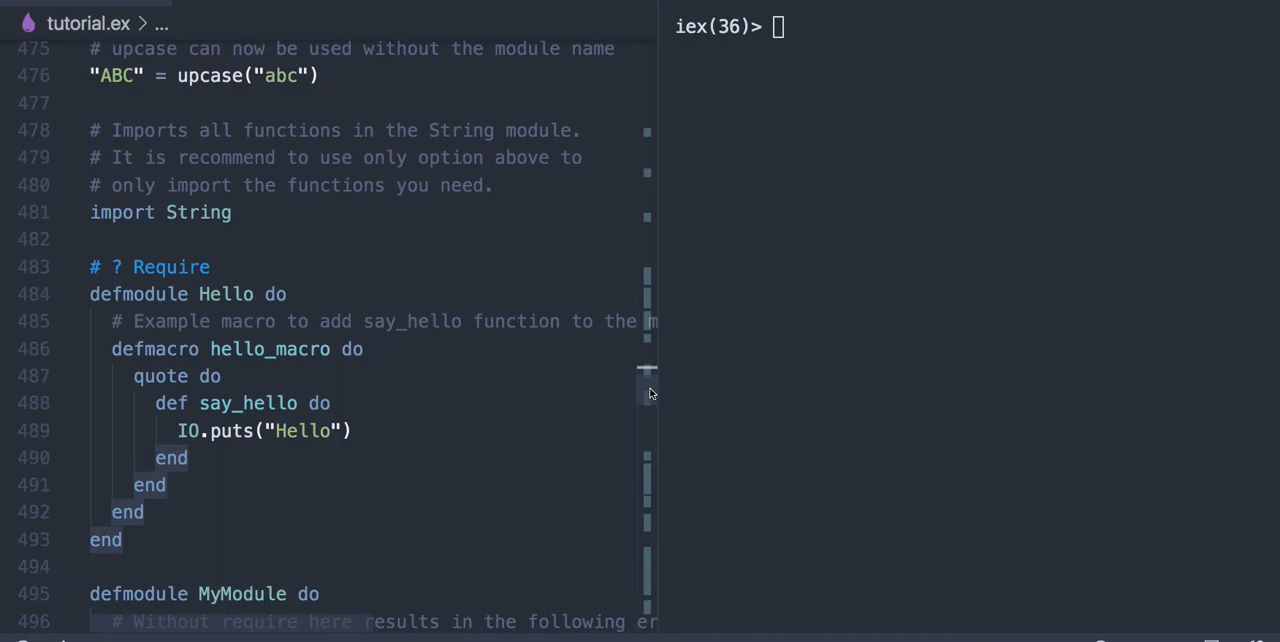 tutorial.ex > ...
475 # upcase can now be used without the module name
476 "ABC" = upcase("abc")
477
478 # Imports all functions in the String module.
479 # It is recommend to use only option above to
480 # only import the functions you need.
481 import String
482
483 # ? Require
484 defmodule Hello do
485 # Example macro to add say_hello function to the m
486 defmacro hello_macro do
487 quote do
488 def say_hello do
489 IO.puts("Hello")
490 end
491 end
492 end
493 end
494
495 defmodule MyModule do
496 # Without require here results in the following er
iex(36)>